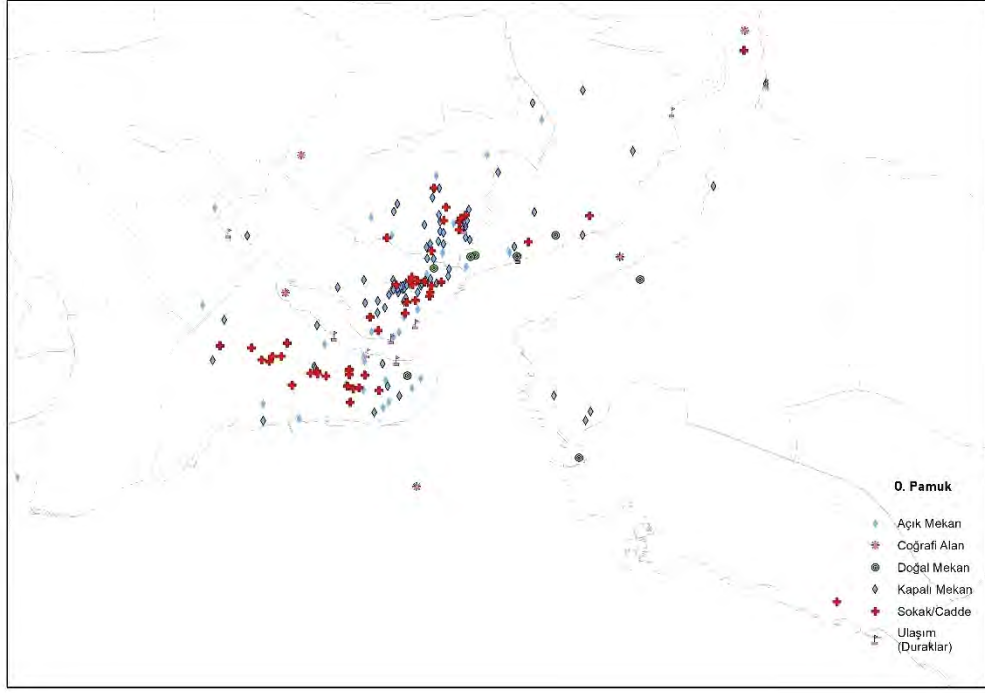 O. Pamuk
Açık Mekan
Coğrafi Alan
Doğal Mekan
Kapalı Mekan
Sokak/Cadde
Ulaşım
(Duraklar)